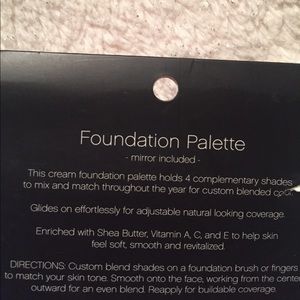 Foundation Palette
- mirror included -
This cream foundation palette holds 4 complementary shades
to mix and match throughout the year for custom blended
Glides on effortlessly for adjustable natural looking coverage.
Enriched with Shea Butter, Vitamin A, C, and E to help skin
feel soft, smooth and revitalized.
DIRECTIONS: Custom blend shades on a foundation brush or fingers
to match your skin tone. Smooth onto the face, working from the center
outward for an even blend. Reapply for buildable coverage.